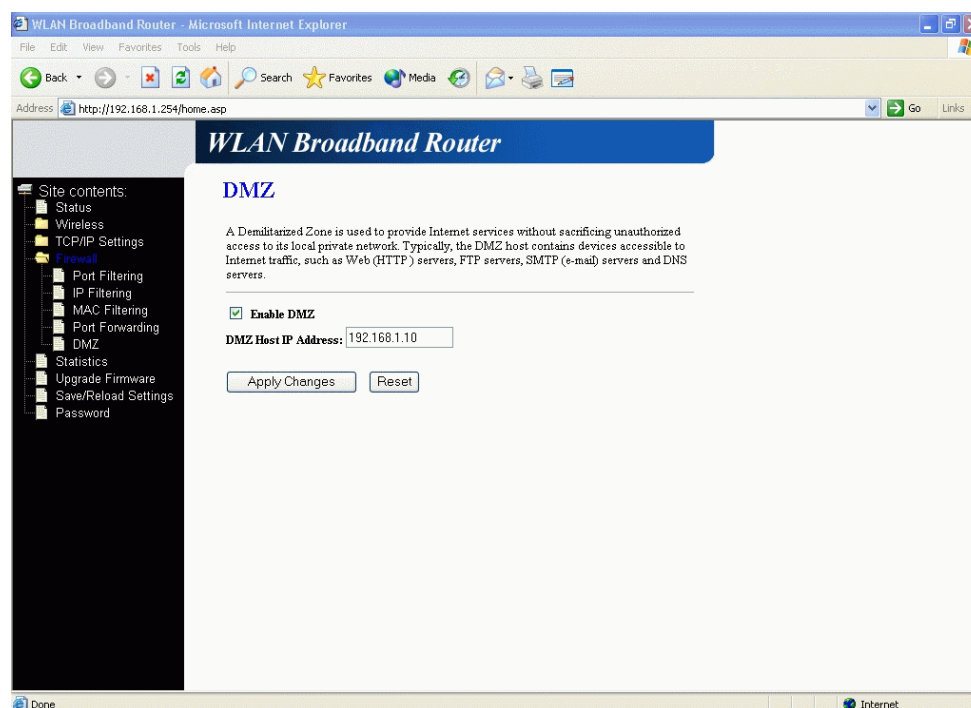 WLAN Broadband Router - Microsoft Internet Explorer
File Edit View Favorites Tools Help
Back Search Favorites Media
Address http://192.168.1.254/home.asp Go Links
WLAN Broadband Router
Site contents:
Status
Wireless
TCP/IP Settings
Firewall
Port Filtering
IP Filtering
MAC Filtering
Port Forwarding
DMZ
Statistics
Upgrade Firmware
Save/Reload Settings
Password
DMZ
A Demilitarized Zone is used to provide Internet services without sacrificing unauthorized
access to its local private network. Typically, the DMZ host contains devices accessible to
Internet traffic, such as Web (HTTP ) servers, FTP servers, SMTP (e-mail) servers and DNS
servers.
Enable DMZ
DMZ Host IP Address: 192.168.1.10
Apply Changes Reset
Done Internet